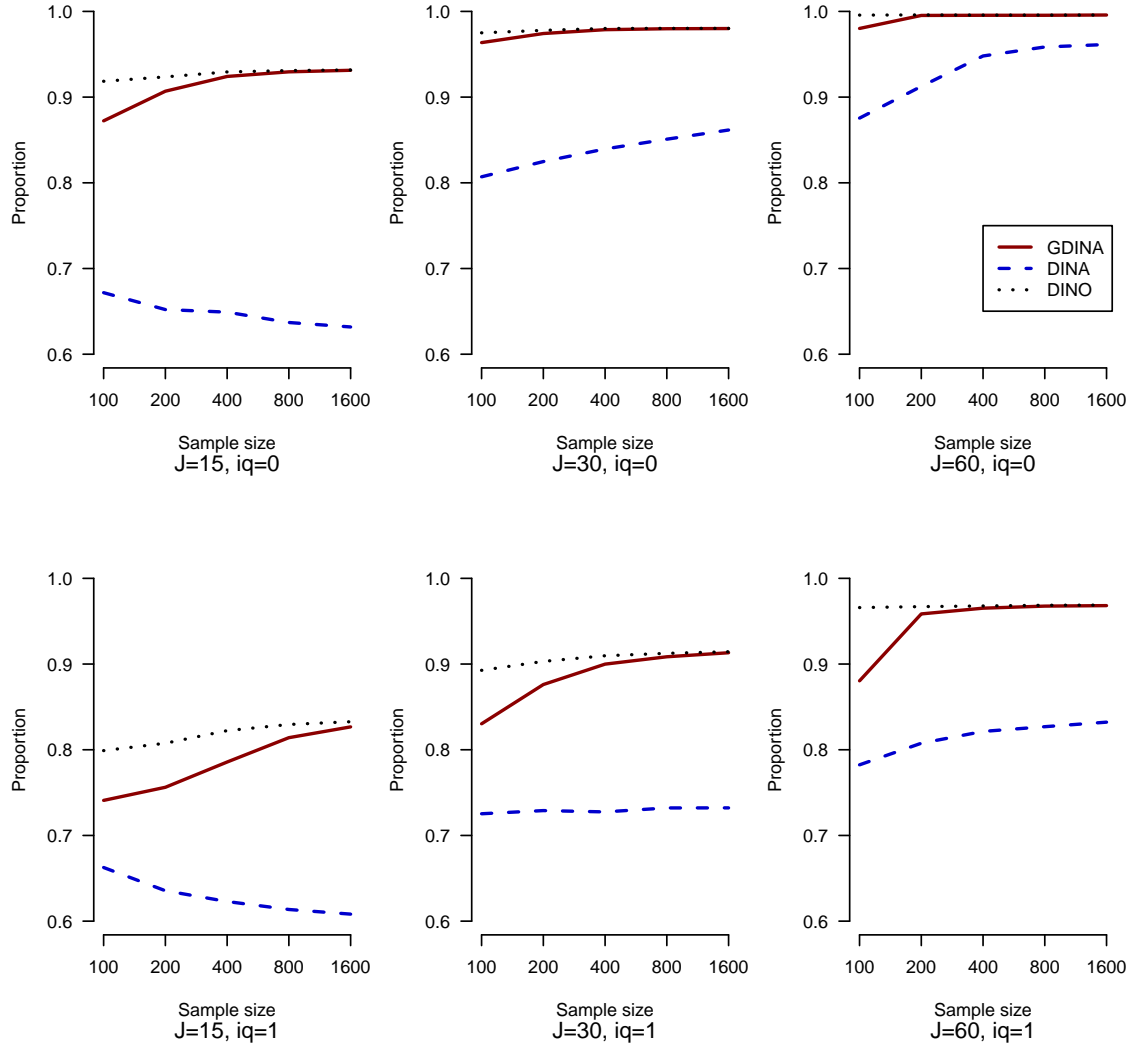 1.0
0.9
0.8
0.7
0.6
Proportion
100 200 400 800 1600
Sample size
J=15, iq=0
1.0
0.9
0.8
0.7
0.6
Proportion
100 200 400 800 1600
Sample size
J=30, iq=0
1.0
0.9
0.8
0.7
0.6
Proportion
GDINA
DINA
DINO
100 200 400 800 1600
Sample size
J=60, iq=0
1.0
0.9
0.8
0.7
0.6
Proportion
100 200 400 800 1600
Sample size
J=15, iq=1
1.0
0.9
0.8
0.7
0.6
Proportion
100 200 400 800 1600
Sample size
J=30, iq=1
1.0
0.9
0.8
0.7
0.6
Proportion
100 200 400 800 1600
Sample size
J=60, iq=1